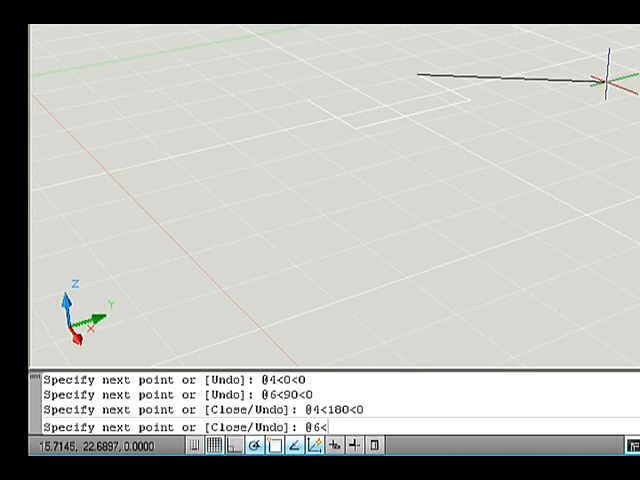 Z
Y
X
Specify next point or [Undo]: @4<0<0
Specify next point or [Undo]: @6<90<0
Specify next point or [Close/Undo]: @4<180<0
Specify next point or [Close/Undo]: @6<
15.7145, 22.6897, 0.0000